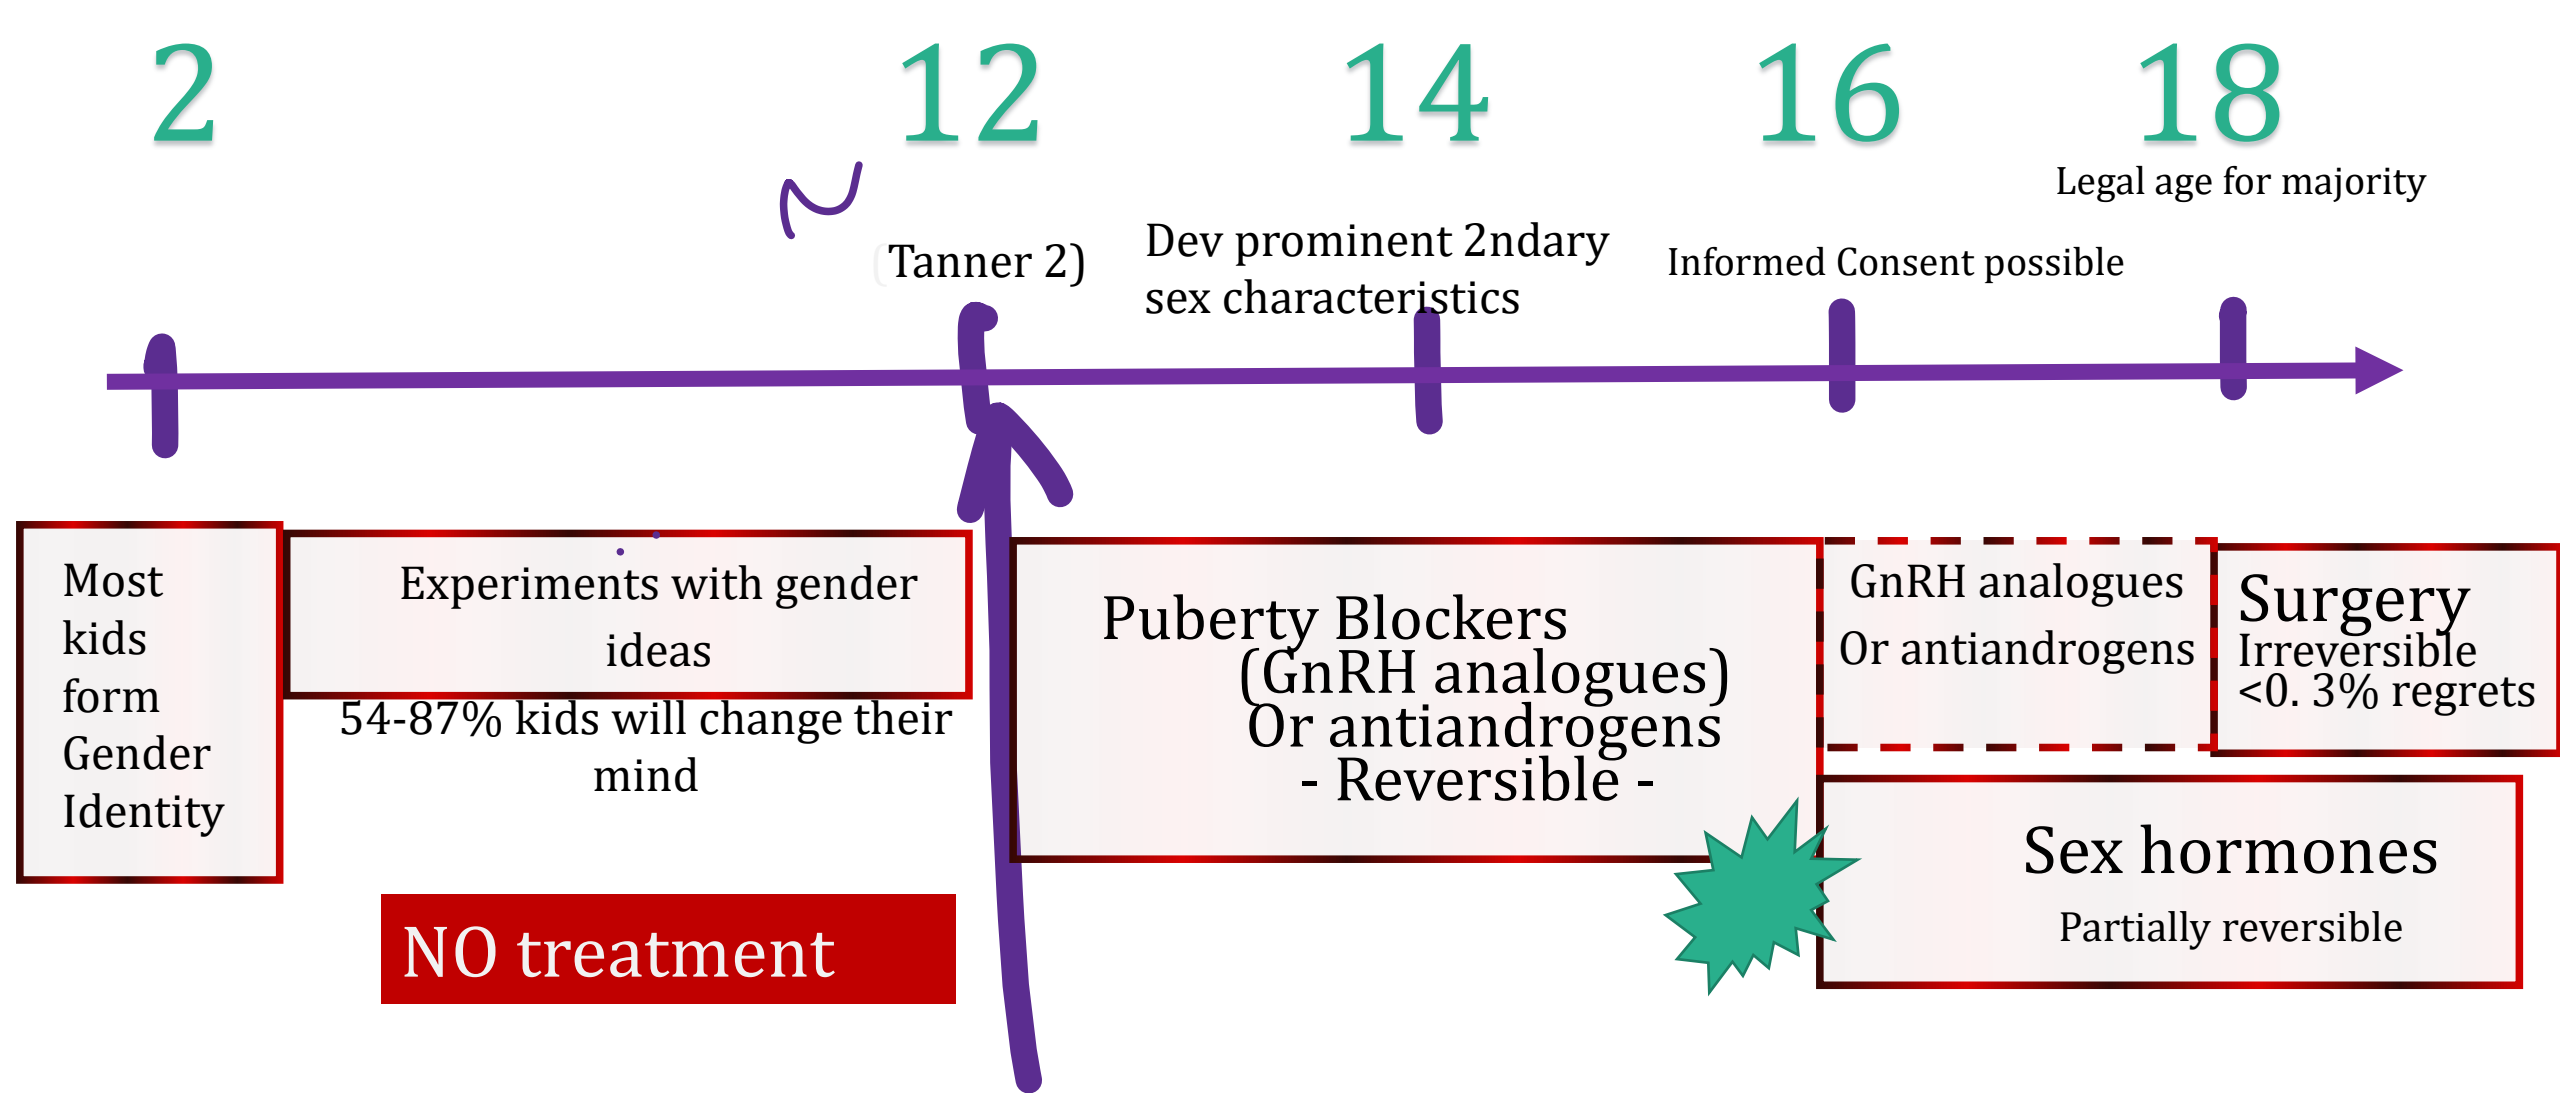 2
12
14
16
18
Legal age for majority
(Tanner 2)
Dev prominent 2ndary
sex characteristics
Informed Consent possible
Most
kids
form
Gender
Identity
Experiments with gender
ideas
54-87% kids will change their
mind
NO treatment
Puberty Blockers
(GnRH analogues)
Or antiandrogens
- Reversible -
GnRH analogues
Or antiandrogens
Surgery
Irreversible
<0. 3% regrets
Sex hormones
Partially reversible